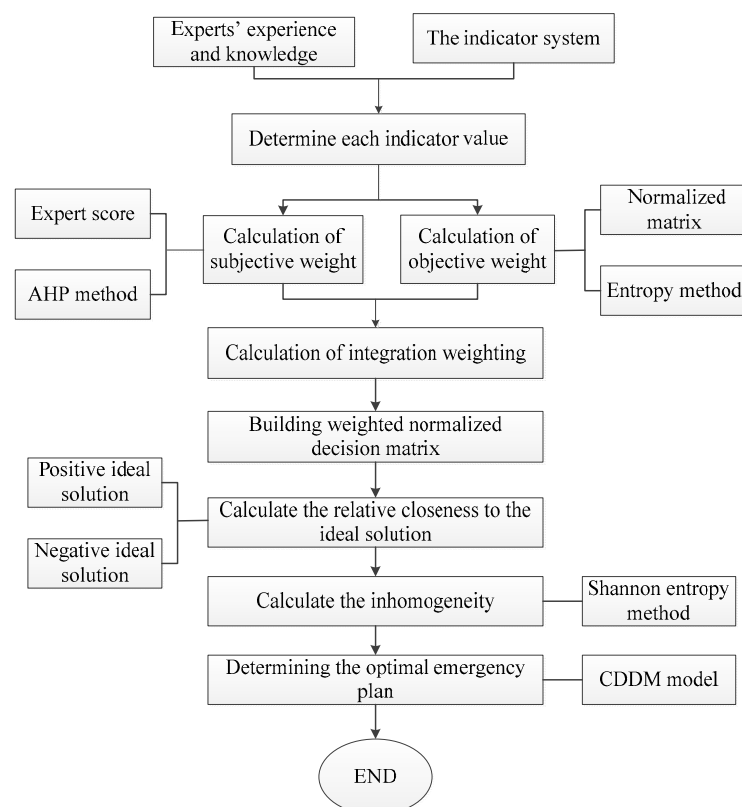 Experts’ experience
and knowledge
The indicator system
Determine each indicator value
Expert score
AHP method
Calculation of
subjective weight
Calculation of
objective weight
Normalized
matrix
Entropy method
Calculation of integration weighting
Building weighted normalized
decision matrix
Positive ideal
solution
Negative ideal
solution
Calculate the relative closeness to the
ideal solution
Calculate the inhomogeneity
Shannon entropy
method
Determining the optimal emergency
plan
CDDM model
END